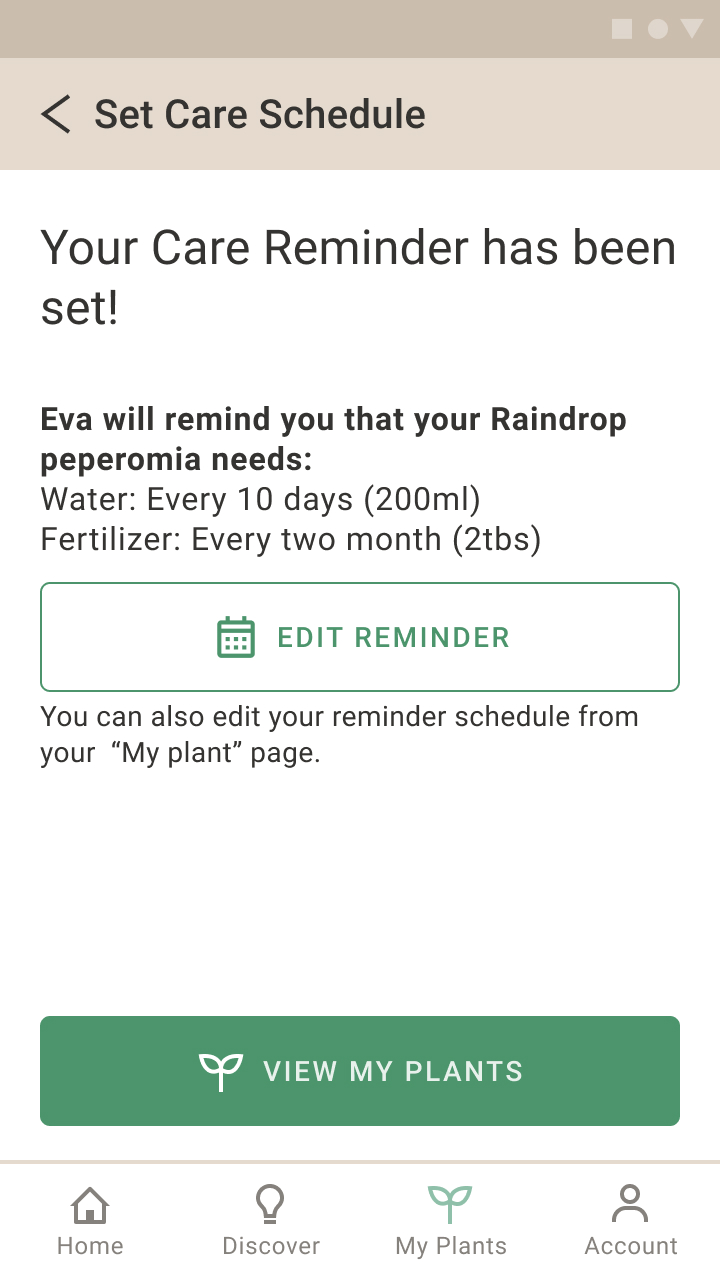 Set Care Schedule
Your Care Reminder has been
set!
Eva will remind you that your Raindrop
peperomia needs:
Water: Every 10 days (200ml)
Fertilizer: Every two month (2tbs)
EDIT REMINDER
You can also edit your reminder schedule from
your  “My plant” page.
VIEW MY PLANTS
Home
Discover
My Plants
Account